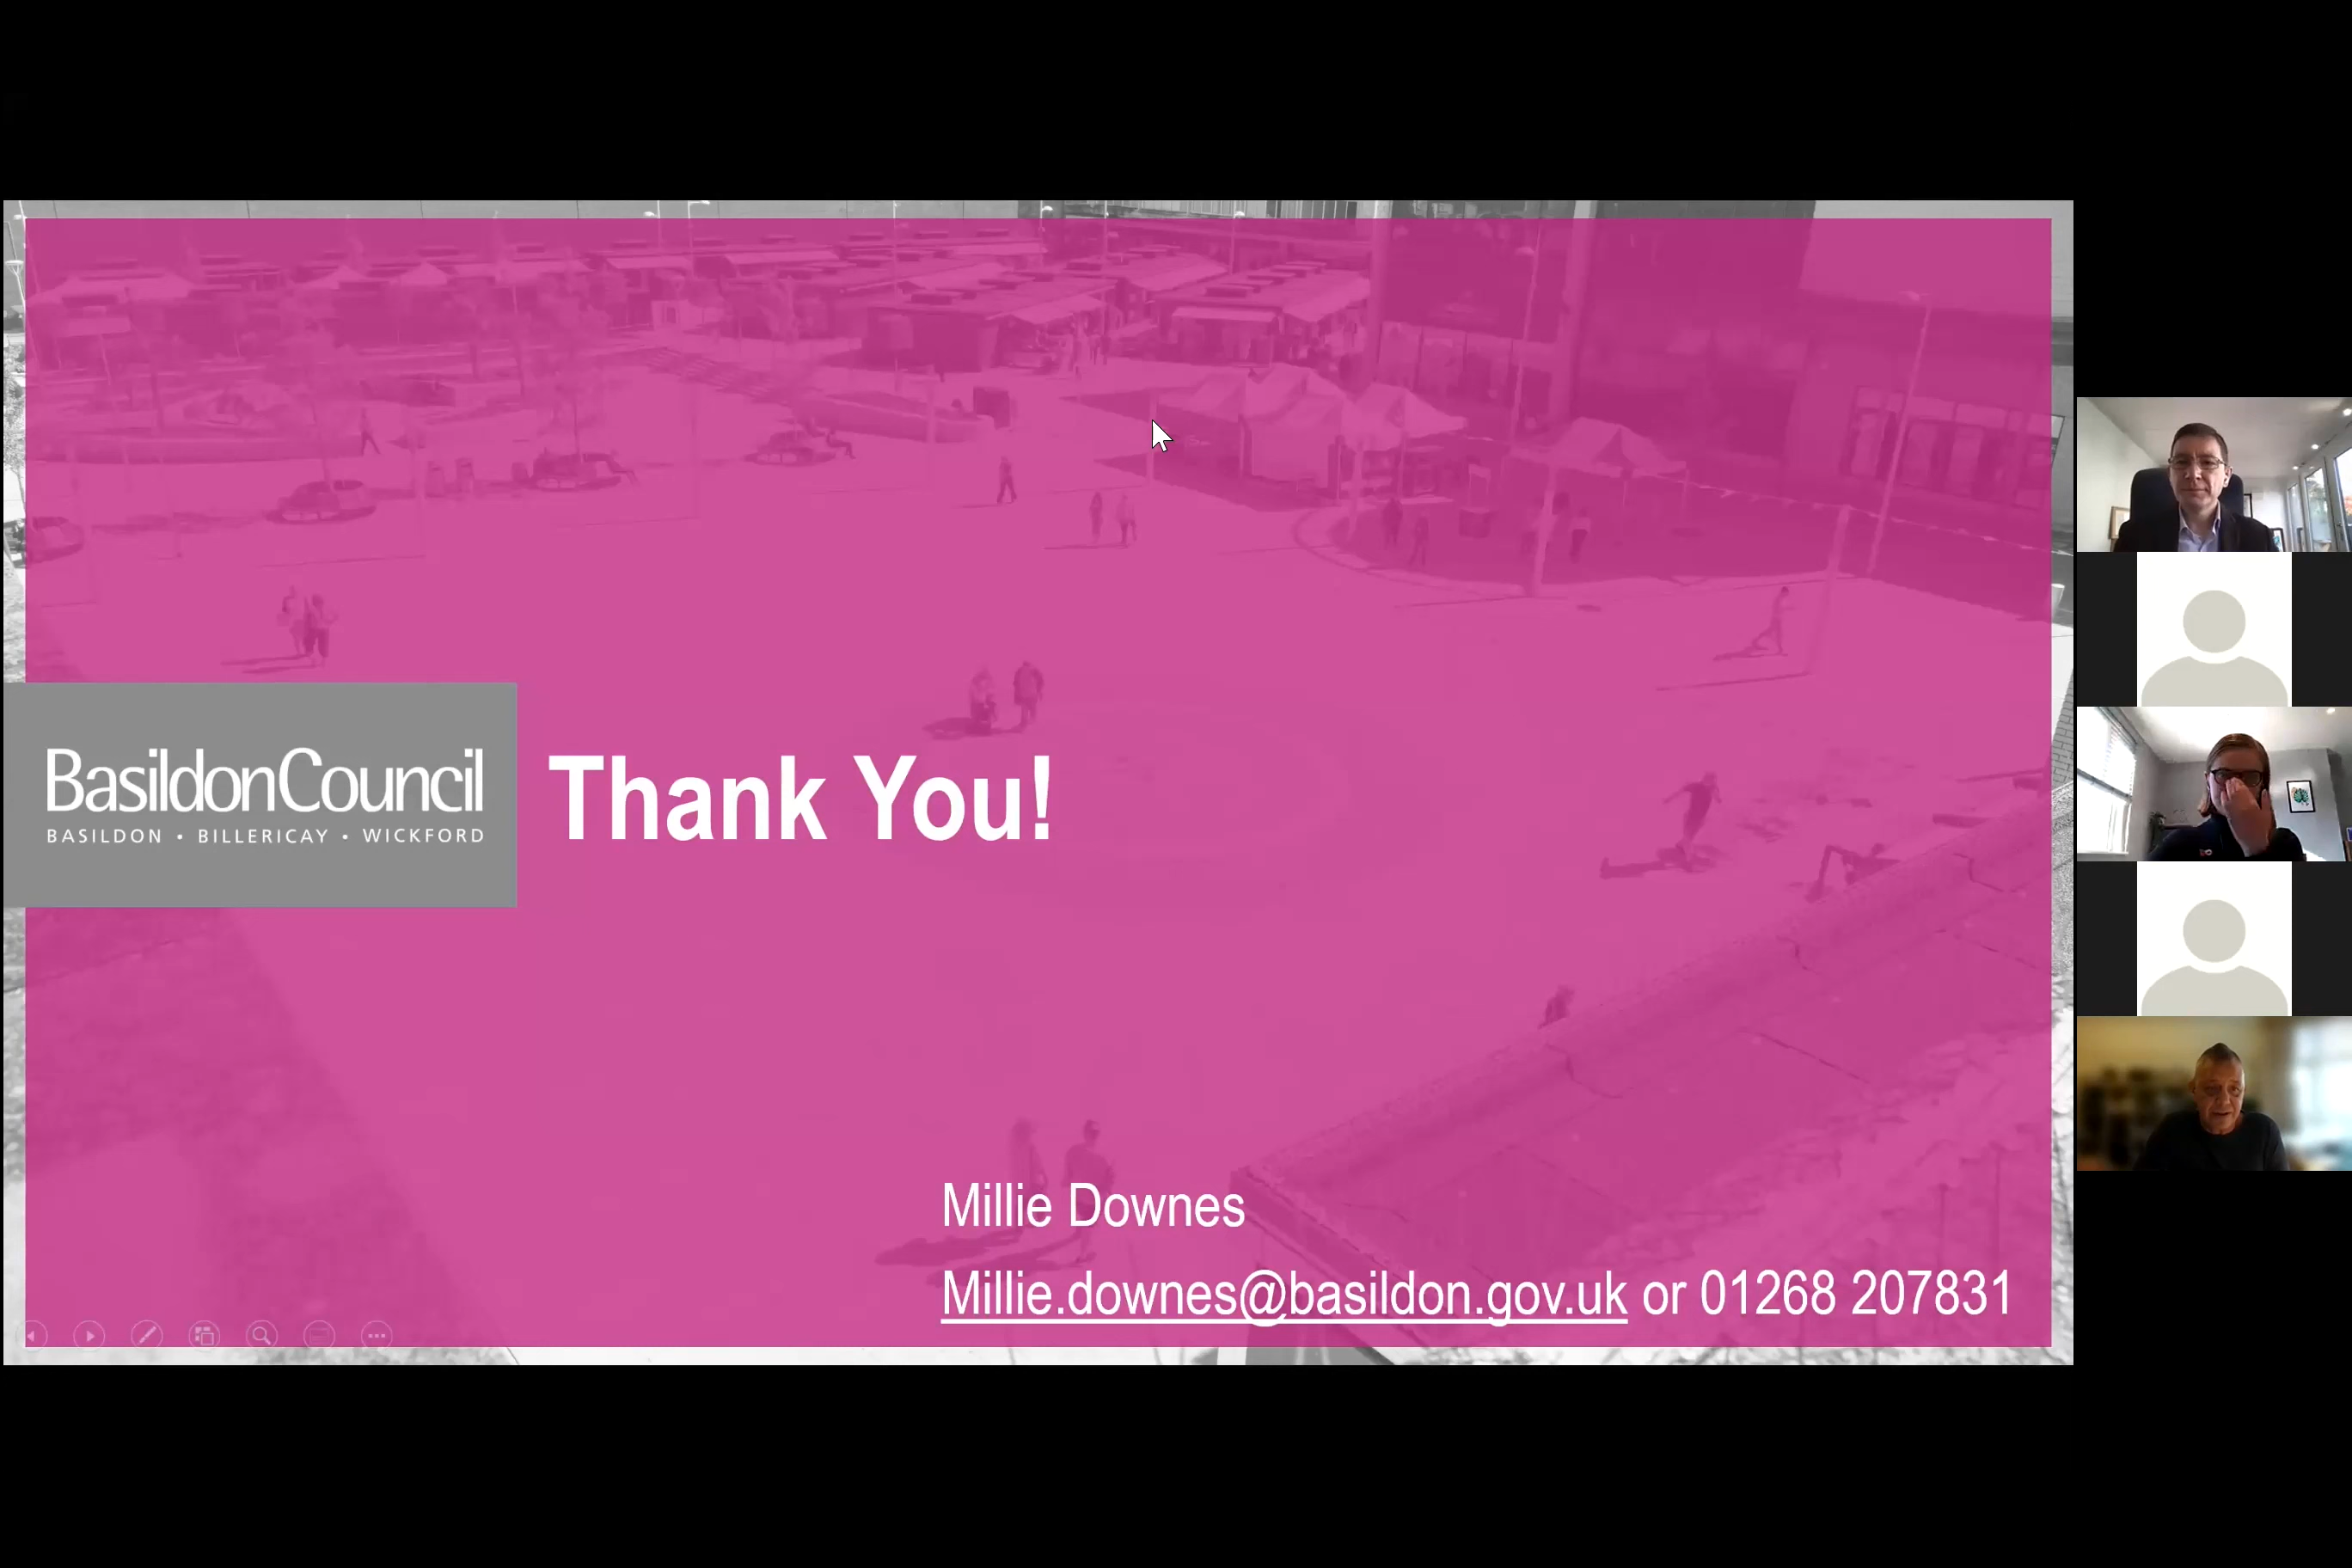 BasildonCouncil
BASILDON • BILLERICAY • WICKFORD
Thank You!
Millie Downes
Millie.downes@basildon.gov.uk or 01268 207831